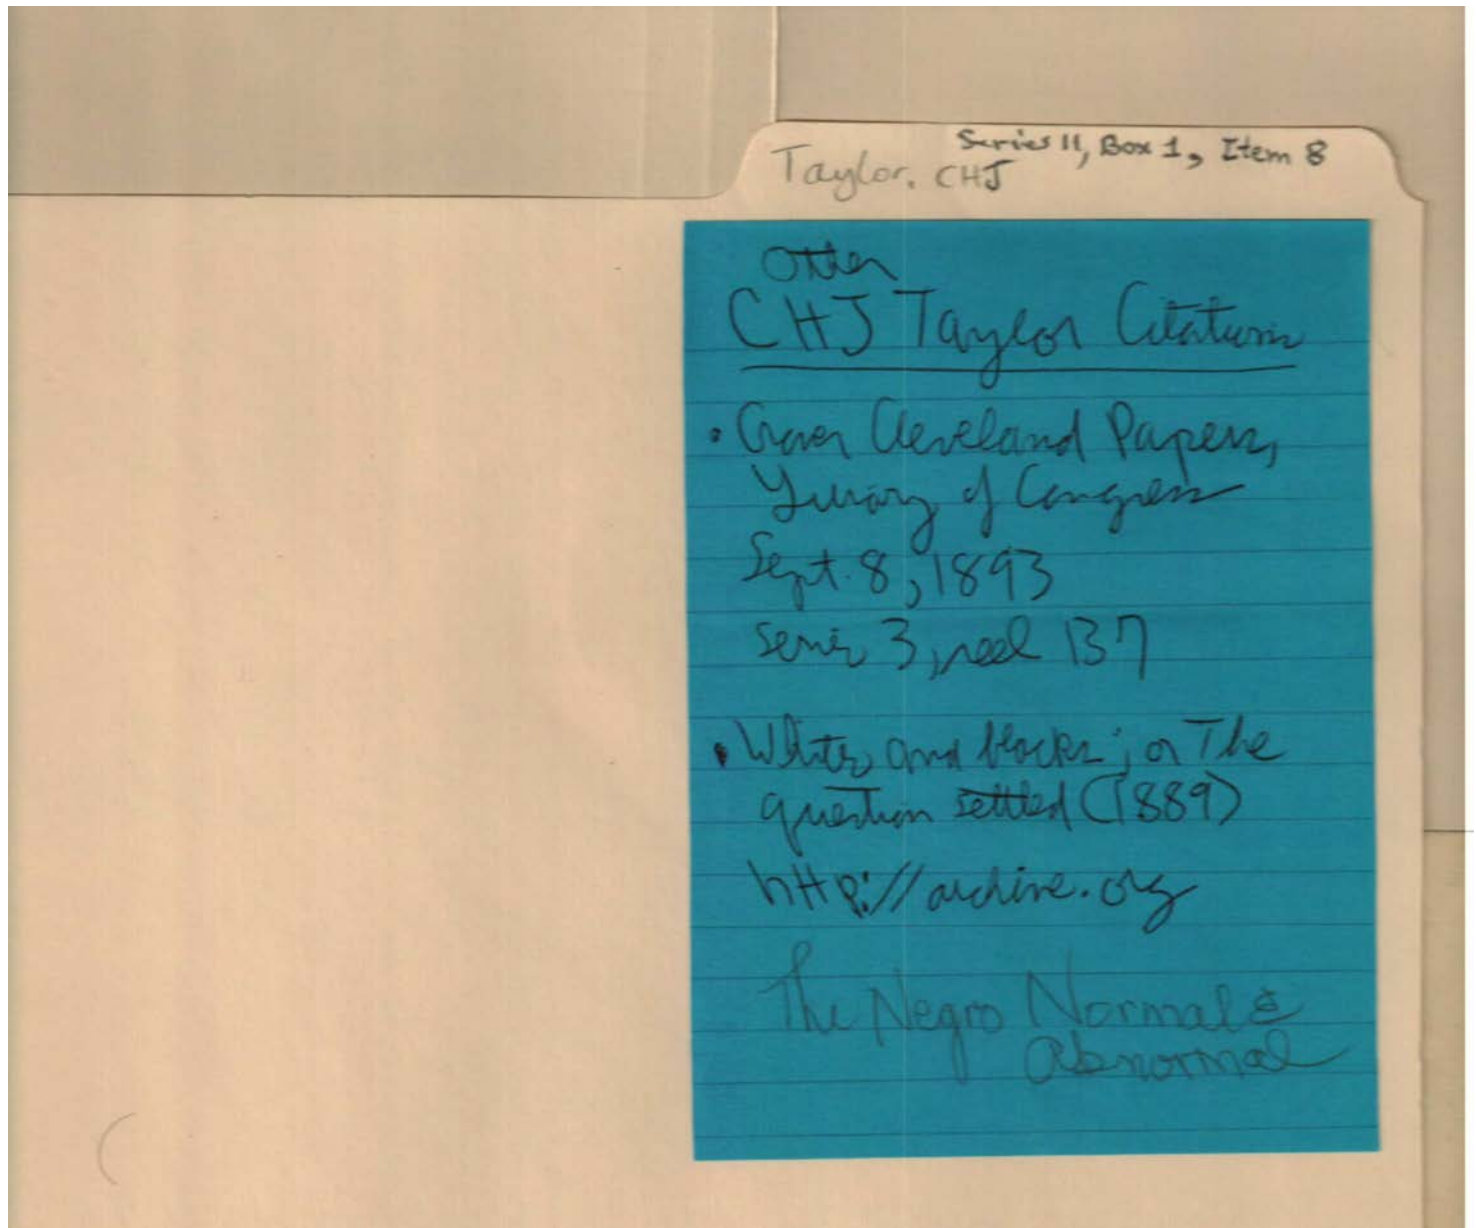 Series II, Box 1, Item 8
Taylor, CHJ
Other
CHJ Taylor Citations
• Grover Cleveland Papers,
Library of Congress
Sept. 8, 1893
series 3, reel 137
• Whites and blacks; or The
question settled (1889)
http://archive.org
The Negro Normal &
abnormal